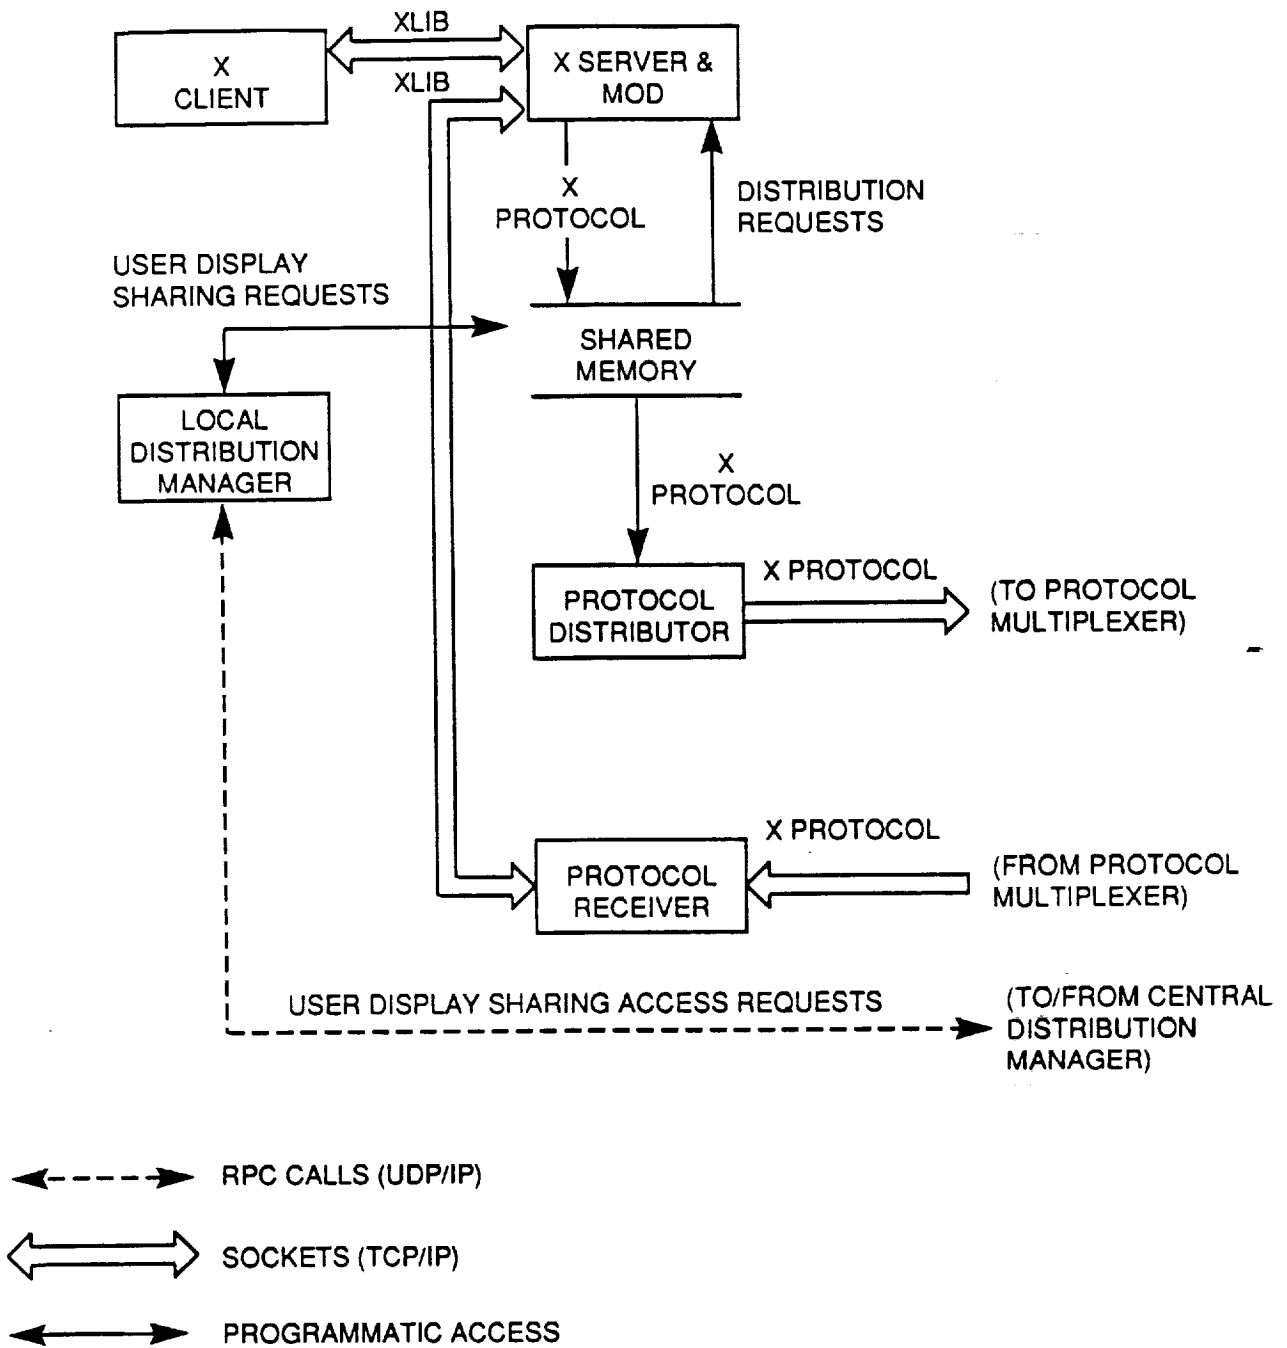 XLIB
X
CLIENT
X SERVER &
MOD
XLIB
X
PROTOCOL
DISTRIBUTION
REQUESTS
USER DISPLAY
SHARING REQUESTS
SHARED
MEMORY
LOCAL
DISTRIBUTION
MANAGER
X
PROTOCOL
PROTOCOL
DISTRIBUTOR
X PROTOCOL
(TO PROTOCOL
MULTIPLEXER)
PROTOCOL
RECEIVER
X PROTOCOL
(FROM PROTOCOL
MULTIPLEXER)
USER DISPLAY SHARING ACCESS REQUESTS
(TO/FROM CENTRAL
DISTRIBUTION
MANAGER)
RPC CALLS (UDP/IP)
SOCKETS (TCP/IP)
PROGRAMMATIC ACCESS